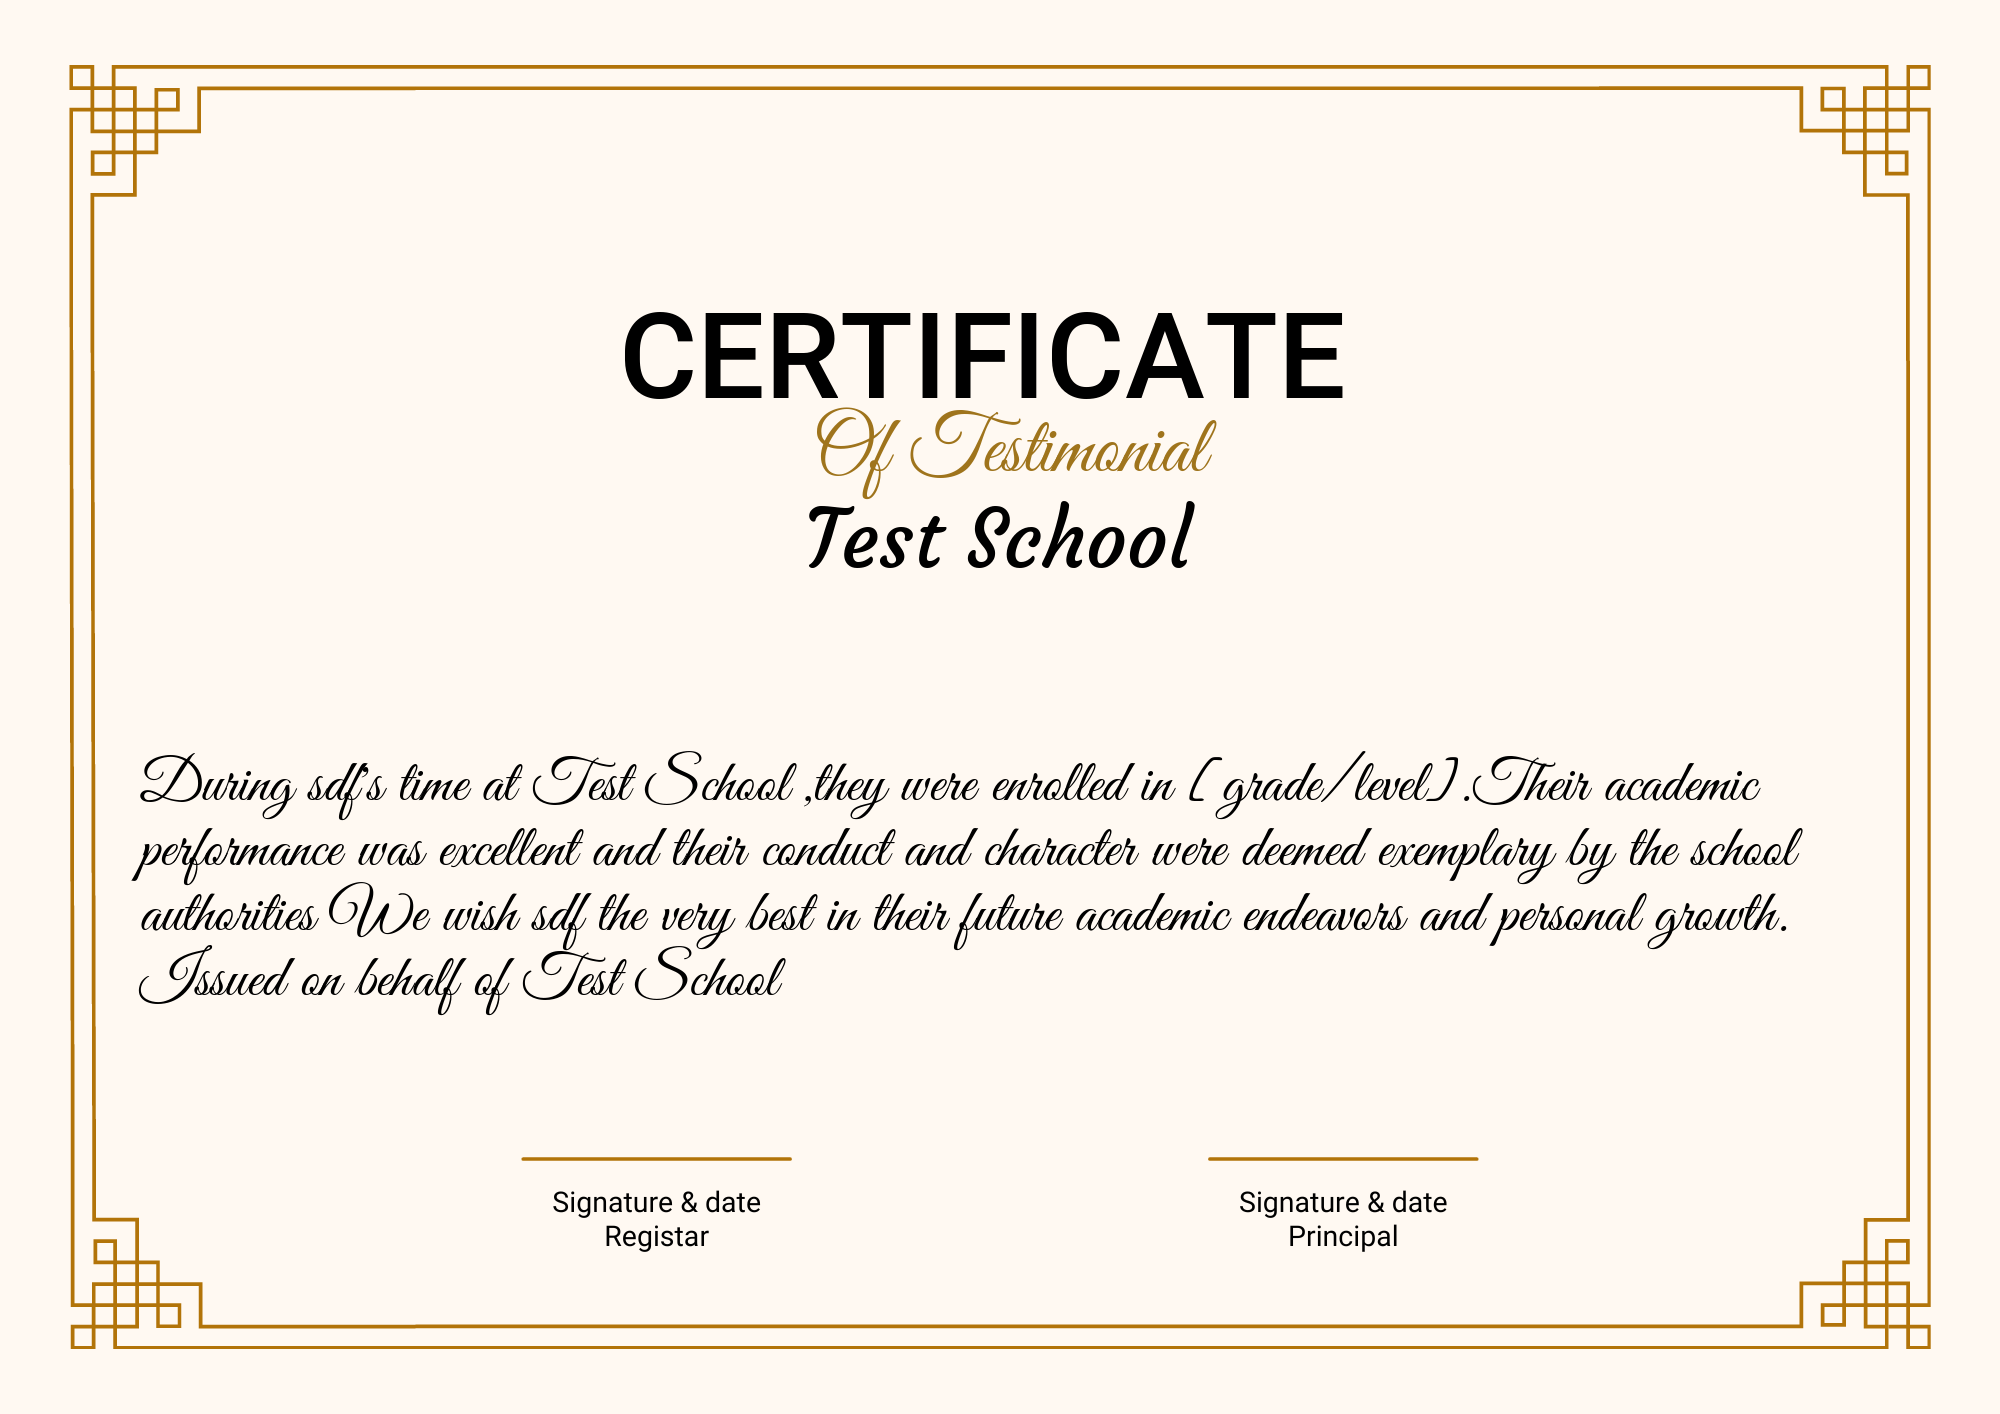 CERTIFICATE
Of Testimonial
Test School
During sdf's time at Test School ,they were enrolled in [ grade/level] .Their academic
performance was excellent and their conduct and character were deemed exemplary by the school
authorities We wish sdf the very best in their future academic endeavors and personal growth.
Issued on behalf of Test School
Signature & date
Registar
Signature & date
Principal